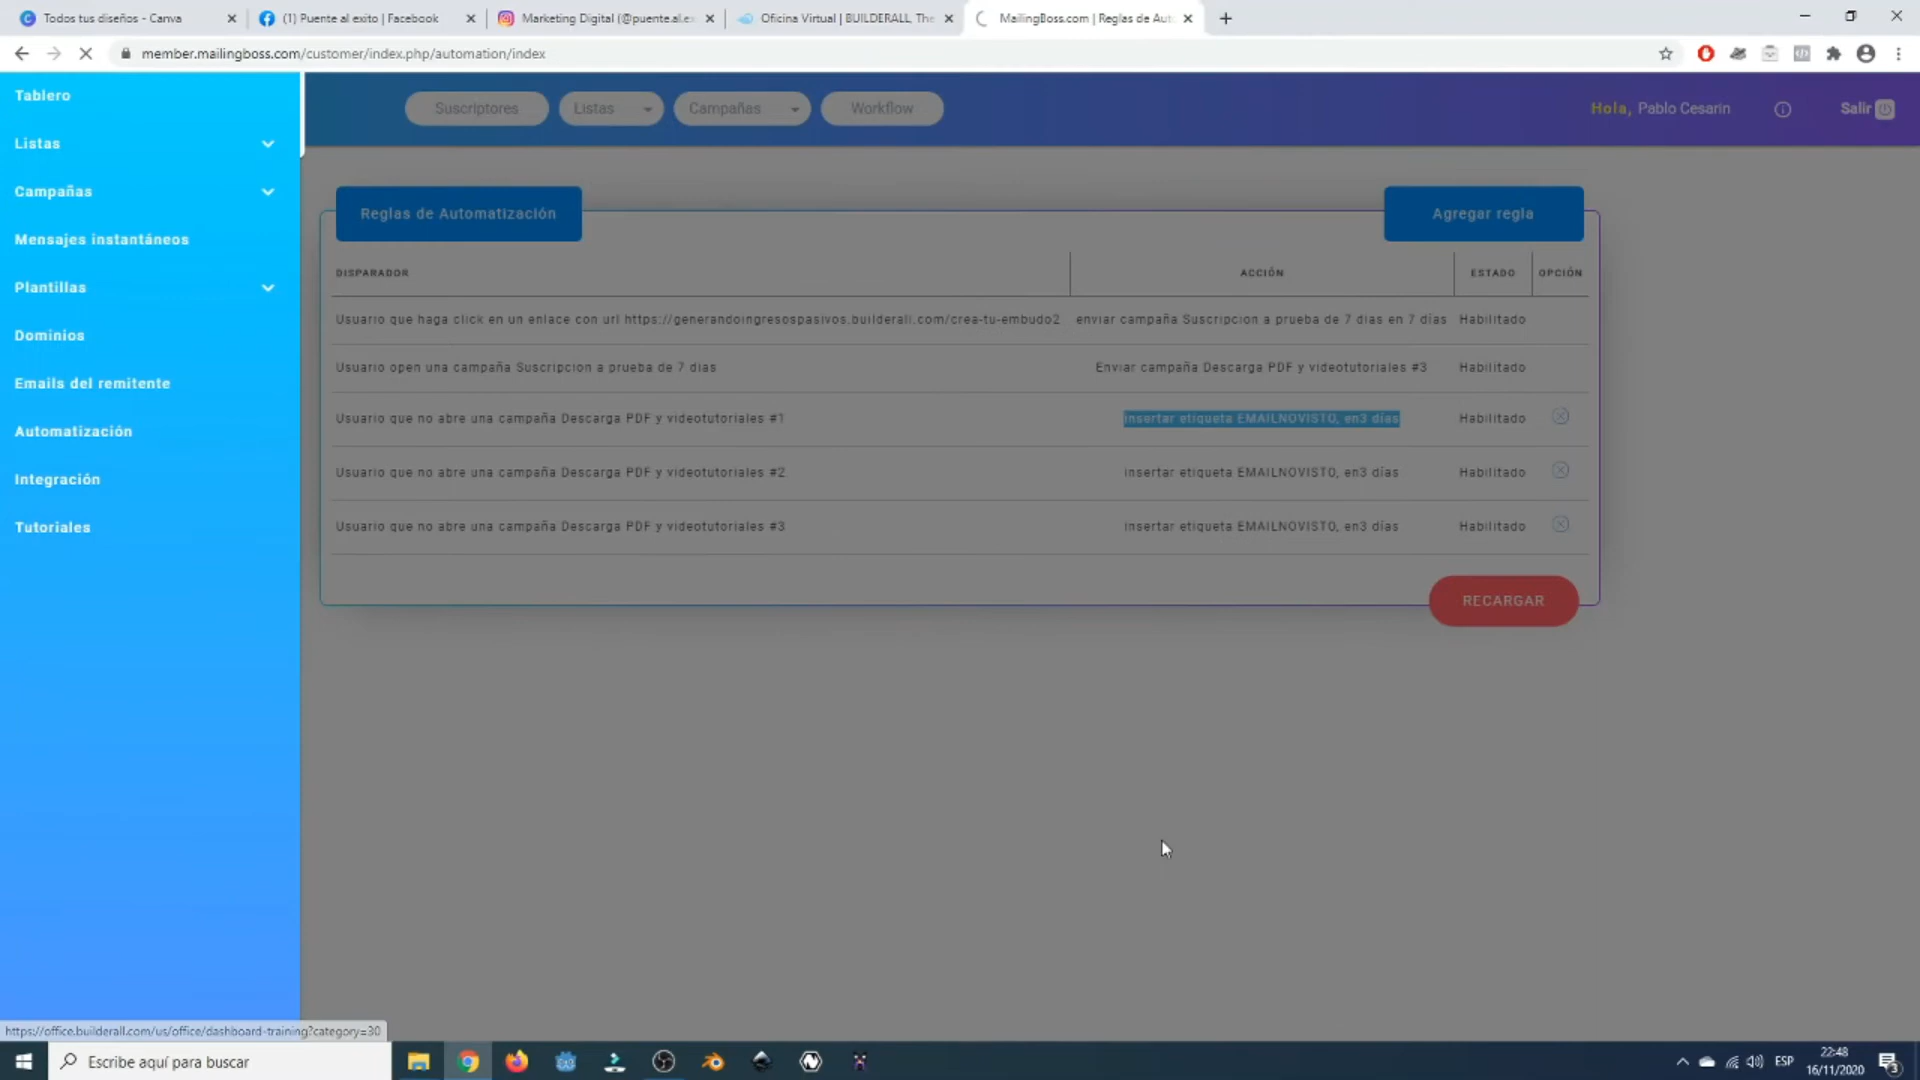 Todos tus diseños - Canva
(1) Puente al exito | Facebook
Marketing Digital (@puente.al.ex
Oficina Virtual | BUILDERALL, The
MailingBoss.com | Reglas de Aut
member.mailingboss.com/customer/index.php/automation/index
Tablero
Listas
Campañas
Mensajes instantáneos
Plantillas
Dominios
Emails del remitente
Automatización
Integración
Tutoriales
Suscriptores
Listas
Campañas
Workflow
Hola, Pablo Cesarin
Salir
Reglas de Automatización
Agregar regla
DISPARADOR
ACCIÓN
ESTADO
OPCIÓN
Usuario que haga click en un enlace con url https://generandoingresospasivos.builderall.com/crea-tu-embudo2
enviar campaña Suscripcion a prueba de 7 dias en 7 días
Habilitado
Usuario open una campaña Suscripcion a prueba de 7 dias
Enviar campaña Descarga PDF y videotutoriales #3
Habilitado
Usuario que no abre una campaña Descarga PDF y videotutoriales #1
insertar etiqueta EMAILNOVISTO, en3 días
Habilitado
Usuario que no abre una campaña Descarga PDF y videotutoriales #2
insertar etiqueta EMAILNOVISTO, en3 días
Habilitado
Usuario que no abre una campaña Descarga PDF y videotutoriales #3
insertar etiqueta EMAILNOVISTO, en3 días
Habilitado
RECARGAR
https://office.builderall.com/us/office/dashboard-training?category=30
Escribe aquí para buscar
ESP
22:48
16/11/2020
3